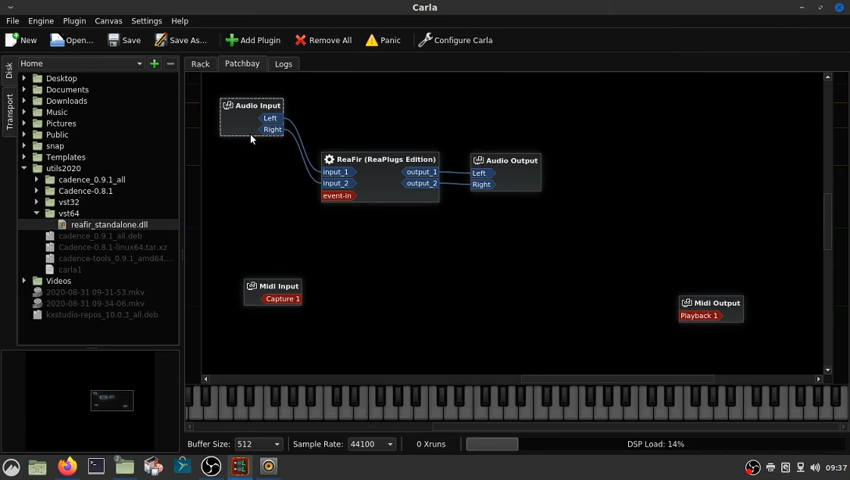 Carla
File Engine Plugin Canvas Settings Help
New Open... Save Save As... Add Plugin Remove All Panic Configure Carla
Disk
Transport
Home
Desktop
Documents
Downloads
Music
Pictures
Public
snap
Templates
utils2020
cadence_0.9.1_all
Cadence-0.8.1
vst32
vst64
reafir_standalone.dll
cadence_0.9.1_all.deb
Cadence-0.8.1-linux64.tar.xz
cadence-tools_0.9.1_amd64....
carla1
Videos
2020-08-31 09-31-53.mkv
2020-08-31 09-34-06.mkv
kxstudio-repos_10.0.3_all.deb
Rack Patchbay Logs
Audio Input
Left
Right
ReaFir (ReaPlugs Edition)
input_1 output_1
input_2 output_2
event-in
Audio Output
Left
Right
Midi Input
Capture 1
Midi Output
Playback 1
Buffer Size: 512 Sample Rate: 44100 0 Xruns DSP Load: 14%
09:37